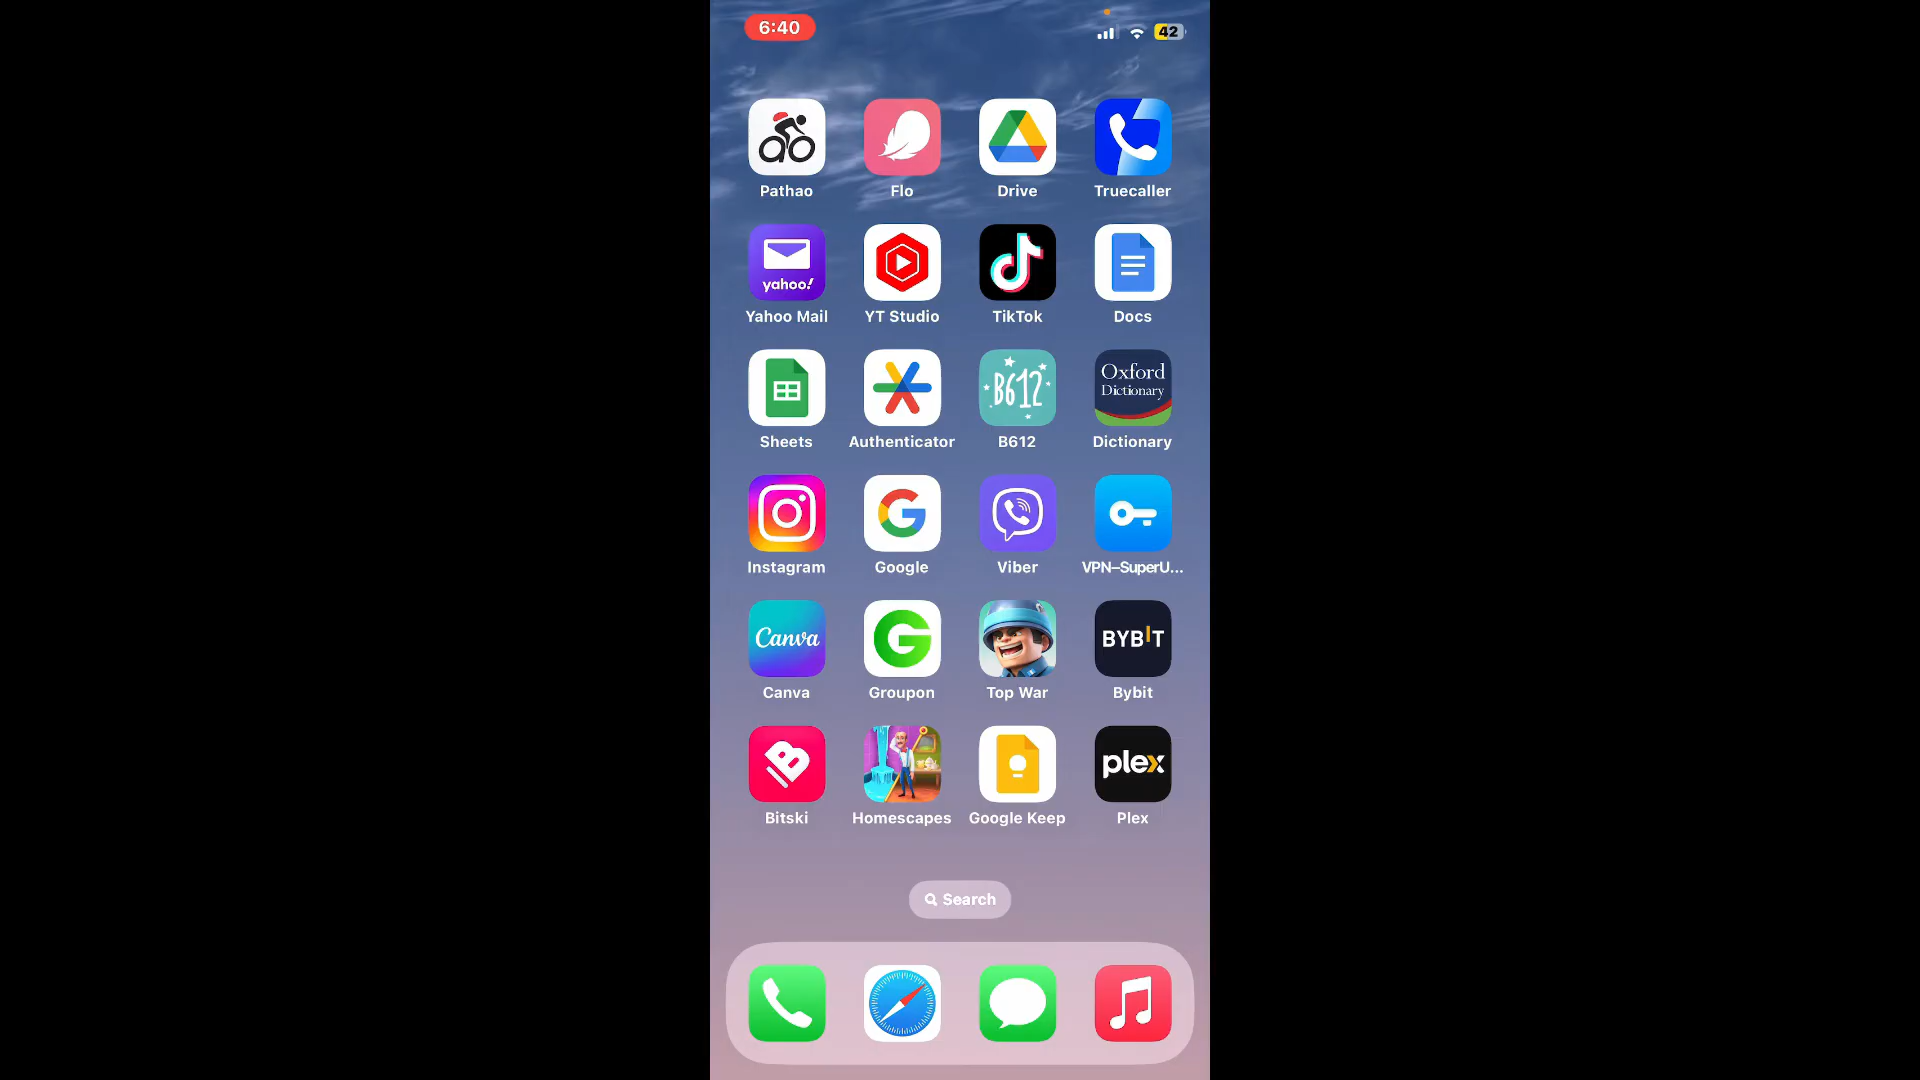 6:40
42
Pathao
Flo
Drive
Truecaller
yahoo!
Yahoo Mail
YT Studio
TikTok
Docs
B612
Oxford
Dictionary
Sheets
Authenticator
B612
Dictionary
Instagram
Google
Viber
VPN–SuperU...
Canva
BYBIT
Canva
Groupon
Top War
Bybit
plex
Bitski
Homescapes
Google Keep
Plex
Search